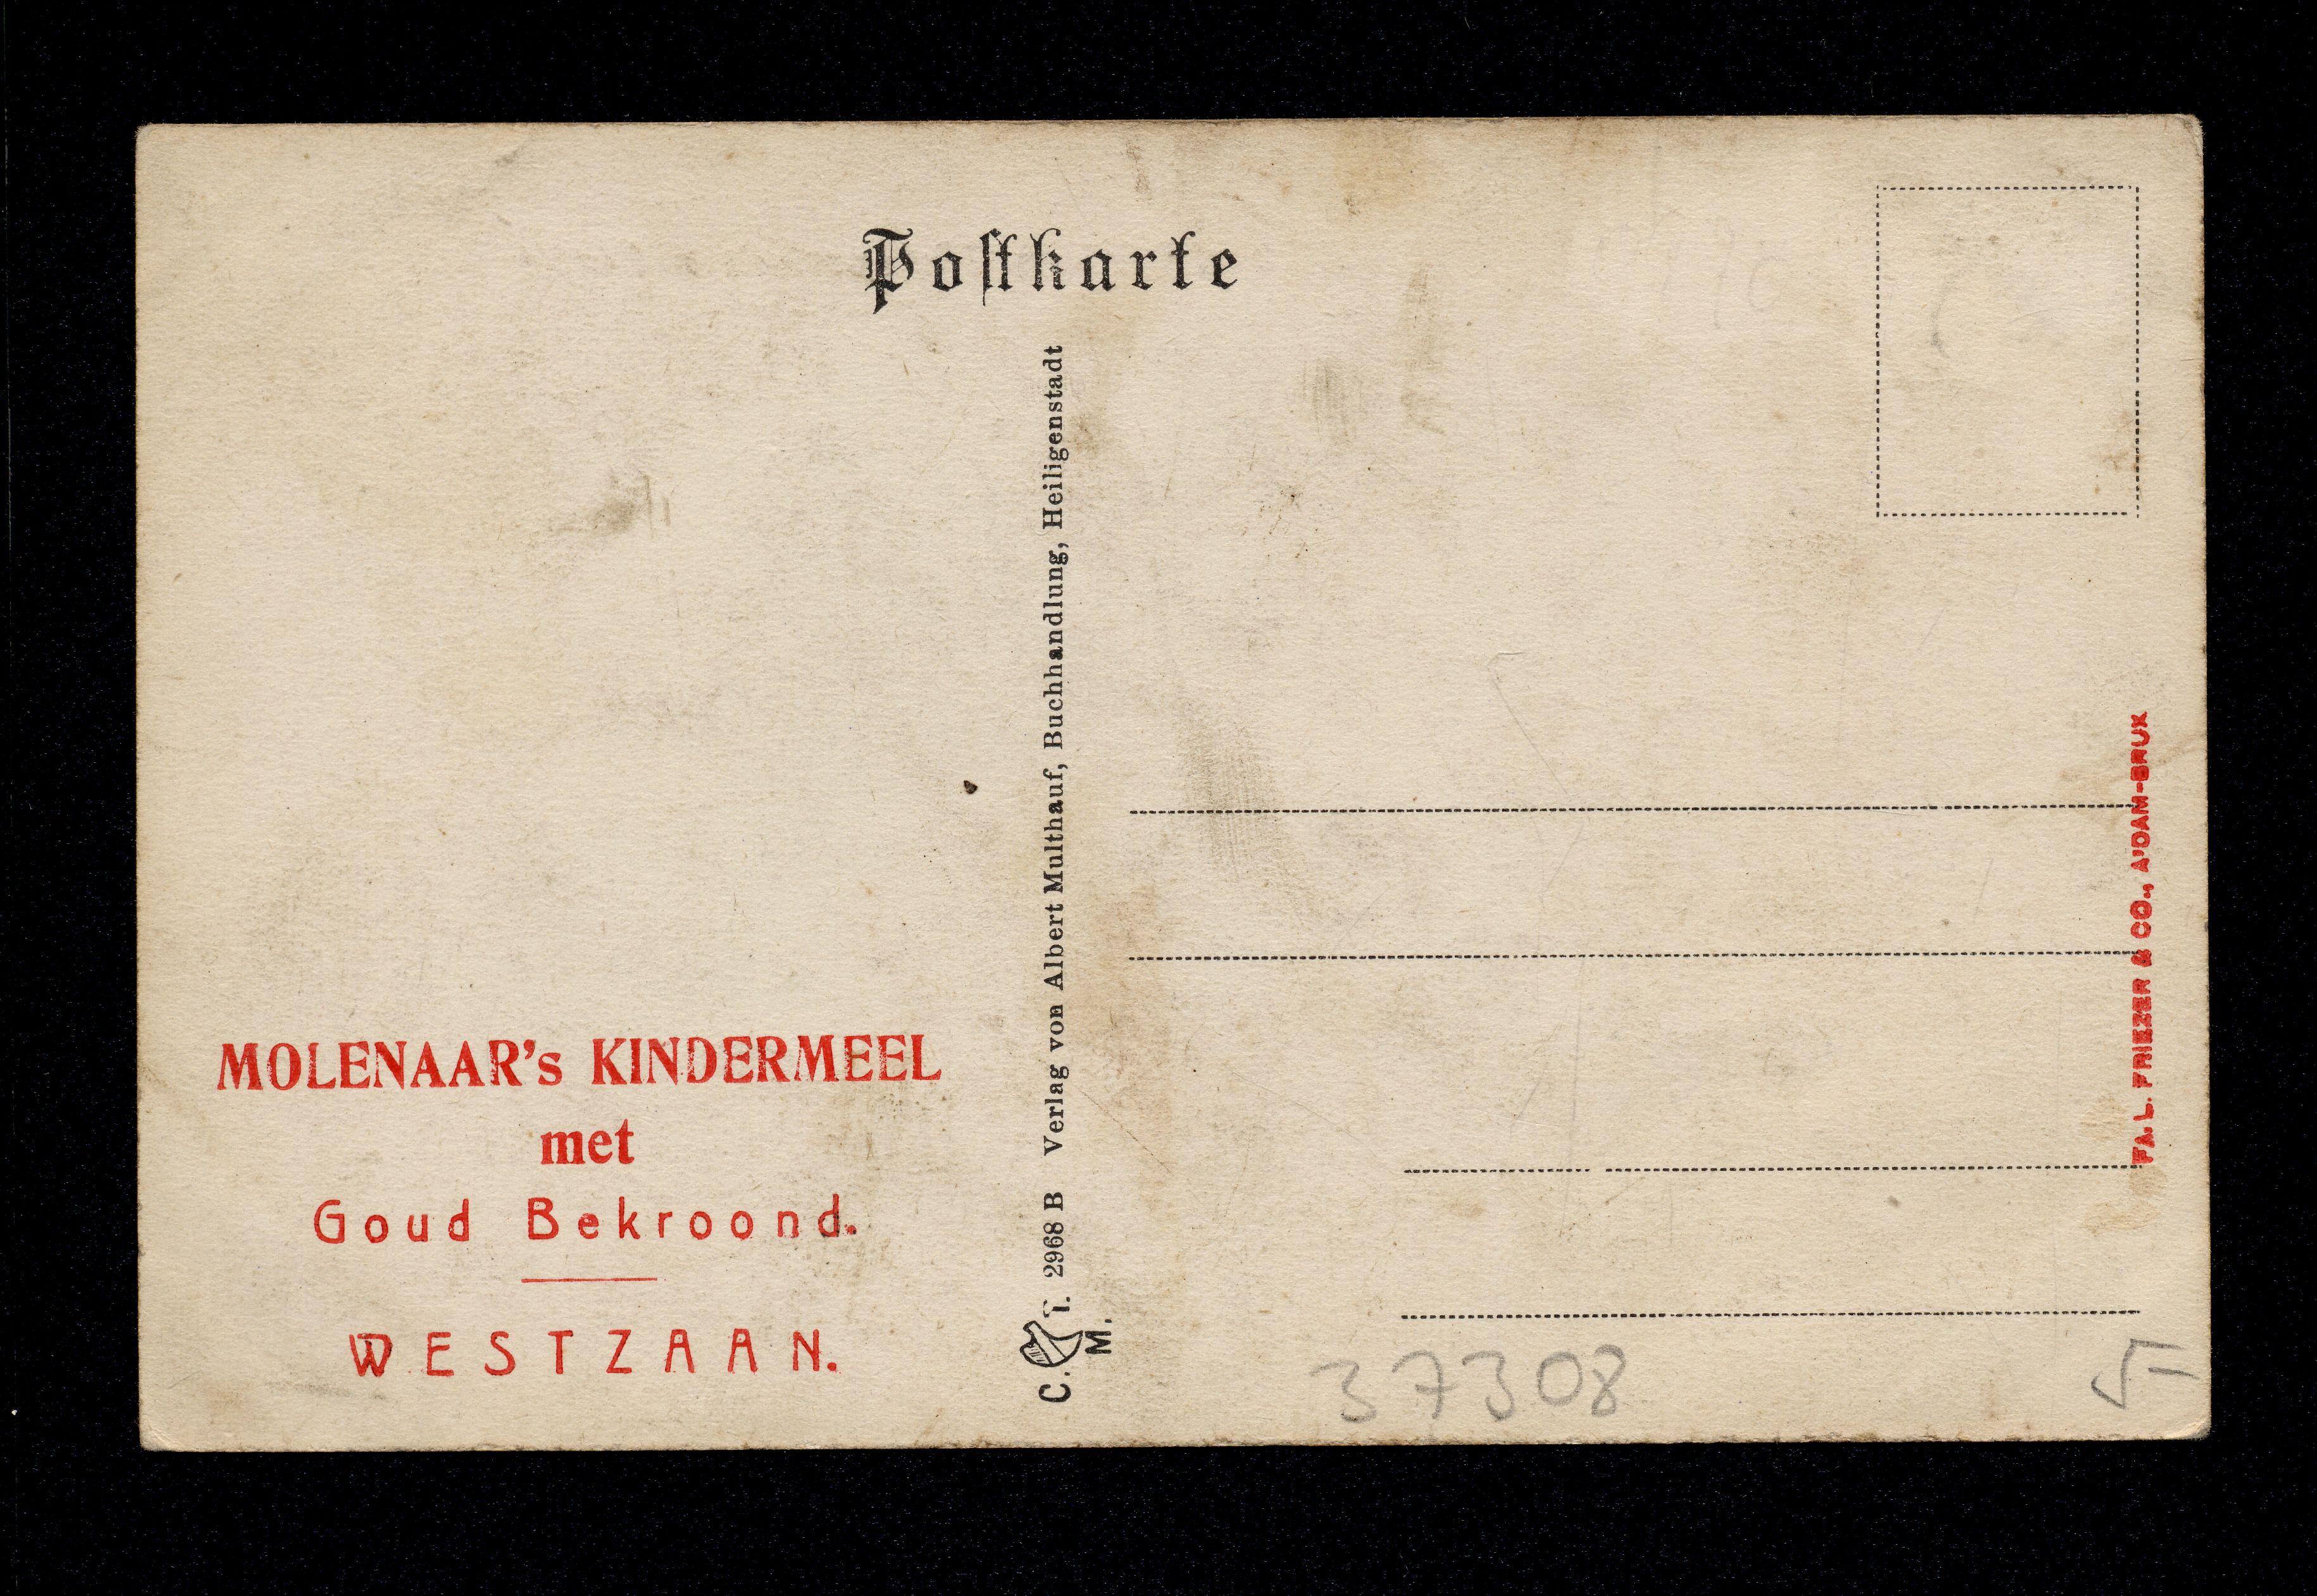 Postkarte
MOLENAAR's KINDERMEEL
met
Goud Bekroond.
WESTZAAN.
C. T. M. 2968 B Verlag von Albert Multhauf, Buchhandlung, Heiligenstadt
FA. L. FRIEZER & CO., A'DAM-BRUX
37308